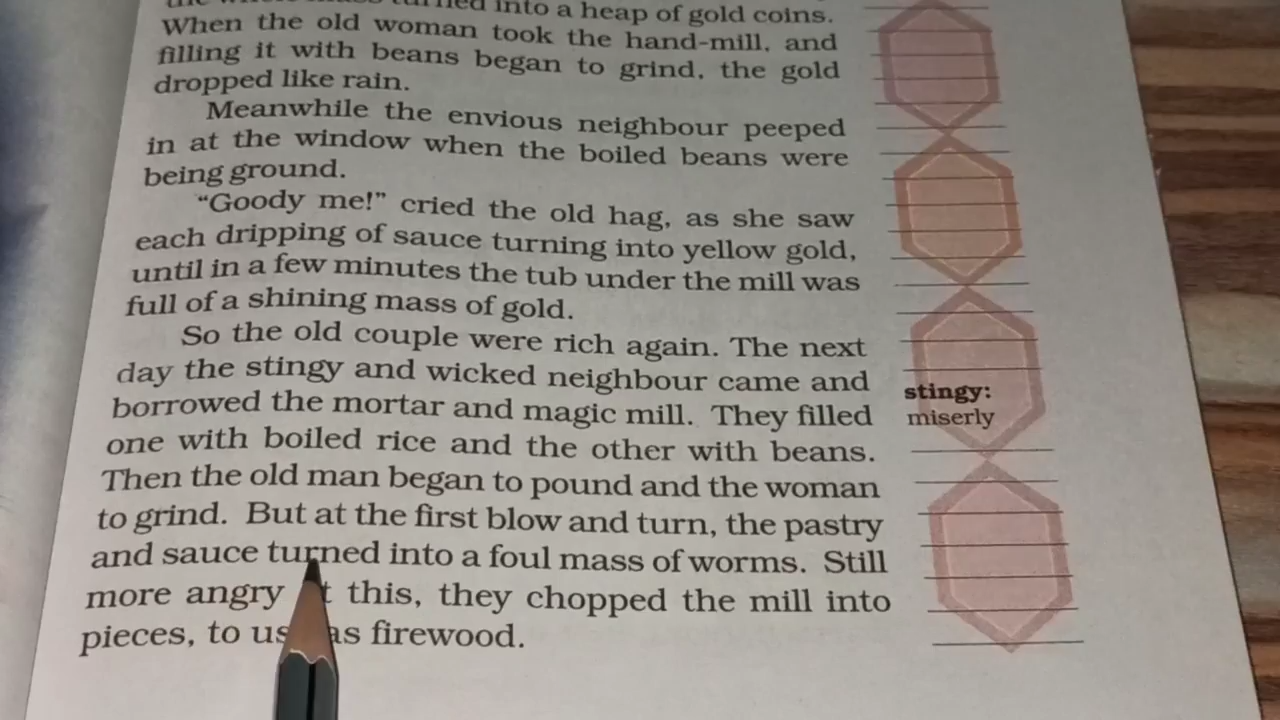 into a heap of gold coins.
When the old woman took the hand-mill, and
filling it with beans began to grind, the gold
dropped like rain.
Meanwhile the envious neighbour peeped
in at the window when the boiled beans were
being ground.
“Goody me!” cried the old hag, as she saw
each dripping of sauce turning into yellow gold,
until in a few minutes the tub under the mill was
full of a shining mass of gold.
So the old couple were rich again. The next
day the stingy and wicked neighbour came and
borrowed the mortar and magic mill. They filled
one with boiled rice and the other with beans.
Then the old man began to pound and the woman
to grind. But at the first blow and turn, the pastry
and sauce turned into a foul mass of worms. Still
more angry this, they chopped the mill into
pieces, to as firewood.
stingy:
miserly